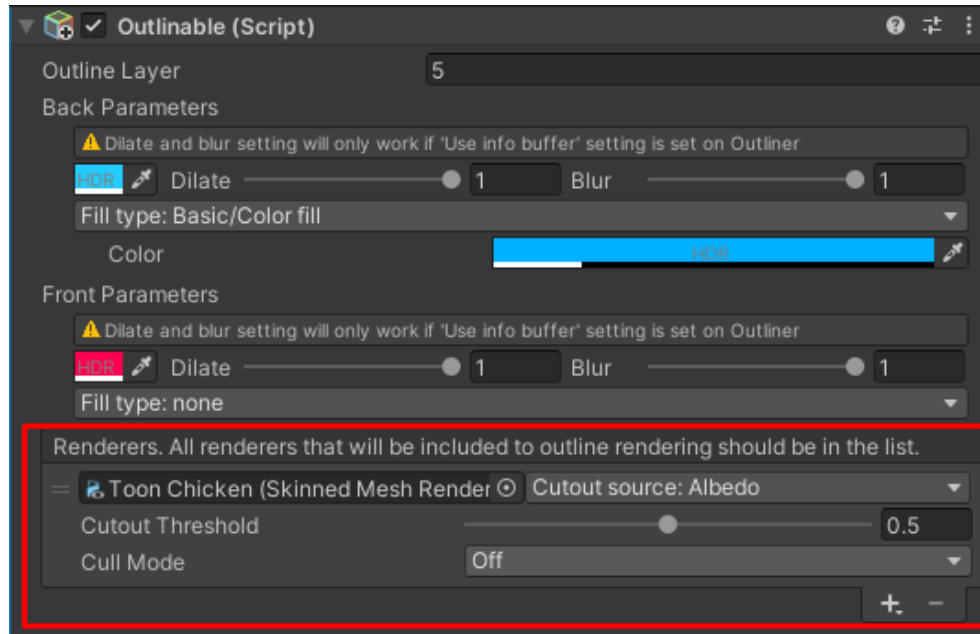 Outlinable (Script)
Outline Layer 5
Back Parameters
Dilate and blur setting will only work if 'Use info buffer' setting is set on Outliner
HDR Dilate 1 Blur 1
Fill type: Basic/Color fill
Color HDR
Front Parameters
Dilate and blur setting will only work if 'Use info buffer' setting is set on Outliner
HDR Dilate 1 Blur 1
Fill type: none
Renderers. All renderers that will be included to outline rendering should be in the list.
Toon Chicken (Skinned Mesh Render Cutout source: Albedo
Cutout Threshold 0.5
Cull Mode Off